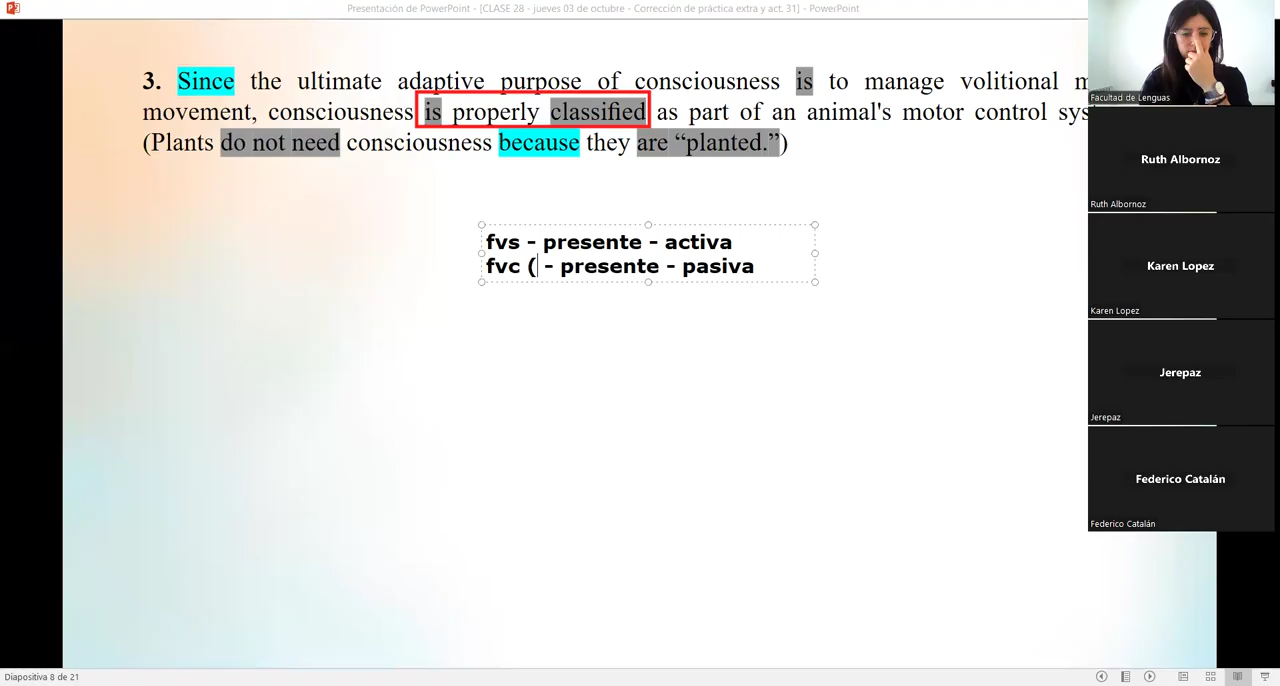 Presentación de PowerPoint - [CLASE 28 - jueves 03 de octubre - Corrección de práctica extra y act. 31] - PowerPoint
3. Since the ultimate adaptive purpose of consciousness is to manage volitional m
movement, consciousness is properly classified as part of an animal's motor control sys
(Plants do not need consciousness because they are “planted.”)
fvs - presente - activa
fvc ( - presente - pasiva
Facultad de Lenguas
Ruth Albornoz
Ruth Albornoz
Karen Lopez
Karen Lopez
Jerepaz
Jerepaz
Federico Catalán
Federico Catalán
Diapositiva 8 de 21